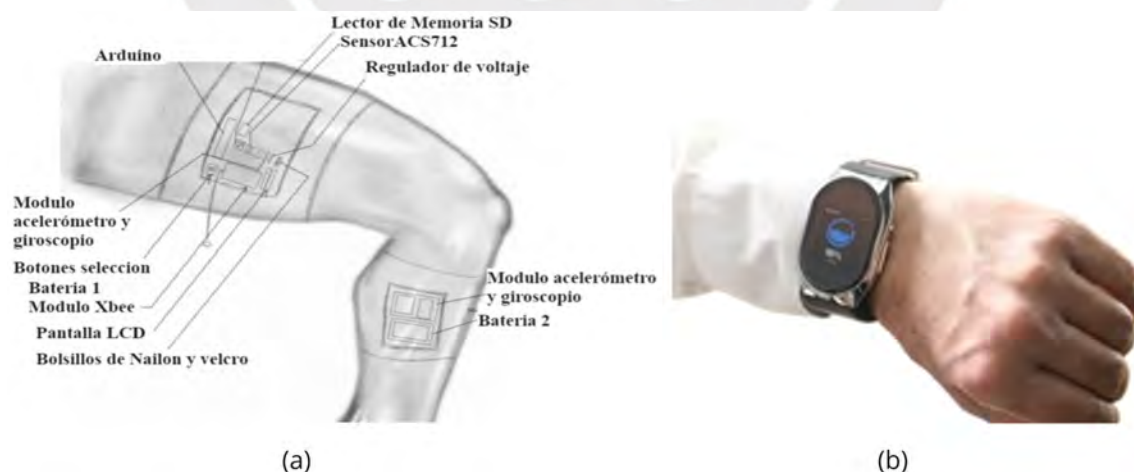 Lector de Memoria SD
SensorACS712
Arduino
Regulador de voltaje
Modulo
acelerómetro y
giroscopio
Botones seleccion
Bateria 1
Modulo Xbee
Pantalla LCD
Bolsillos de Nailon y velcro
Modulo acelerómetro
y giroscopio
Bateria 2
(a)
(b)